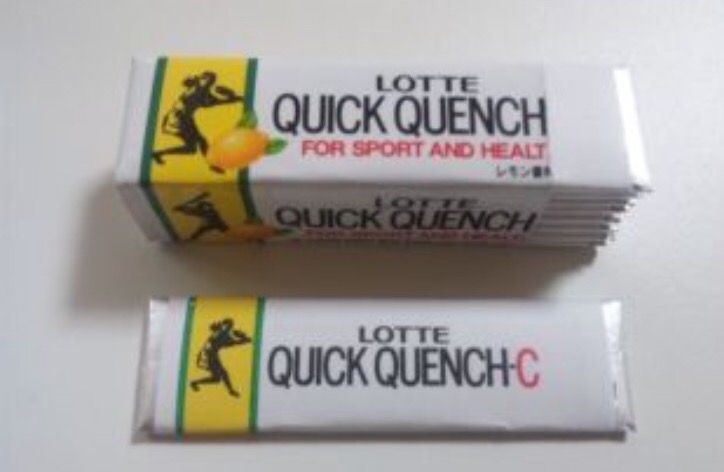 LOTTE
QUICK QUENCH
FOR SPORT AND HEALT
レモン
LOTTE
QUICK QUENCH
FOR SPORT AND HEALT
LOTTE
QUICK QUENCH-C